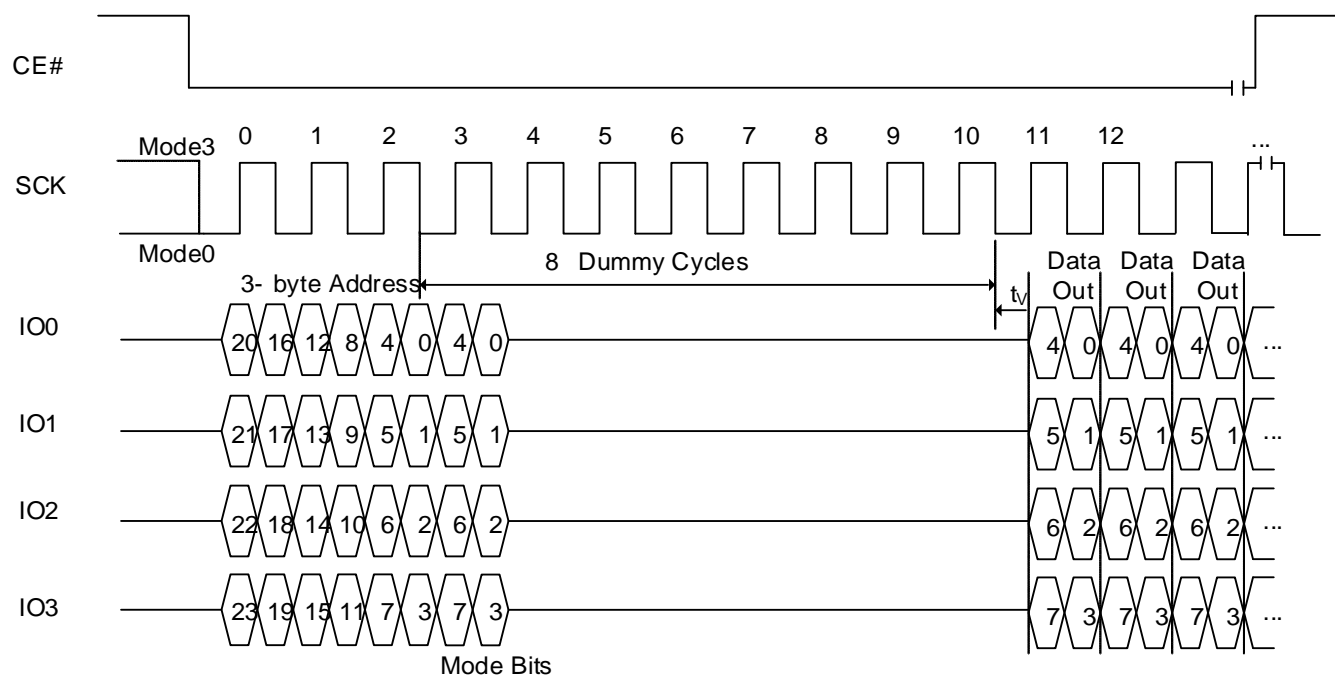 CE#
0 1 2 3 4 5 6 7 8 9 10 11 12 ...
Mode3
SCK
Mode0
8 Dummy Cycles
3- byte Address
Data Out Data Out Data Out
tV
IO0 20 16 12 8 4 0 4 0 4 0 4 0 4 0 ...
IO1 21 17 13 9 5 1 5 1 5 1 5 1 5 1 ...
IO2 22 18 14 10 6 2 6 2 6 2 6 2 6 2 ...
IO3 23 19 15 11 7 3 7 3 7 3 7 3 7 3 ...
Mode Bits